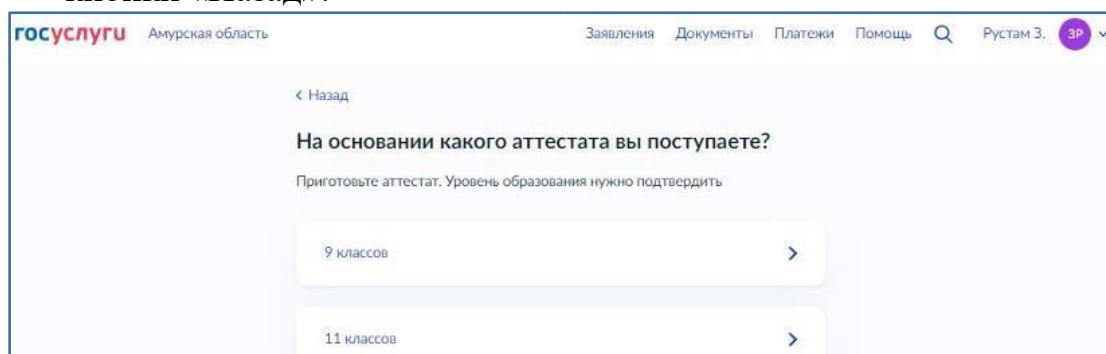 госуслуги Амурская область Заявления Документы Платежи Помощь Рустам З. ЗР
Назад
На основании какого аттестата вы поступаете?
Приготовьте аттестат. Уровень образования нужно подтвердить
9 классов
11 классов